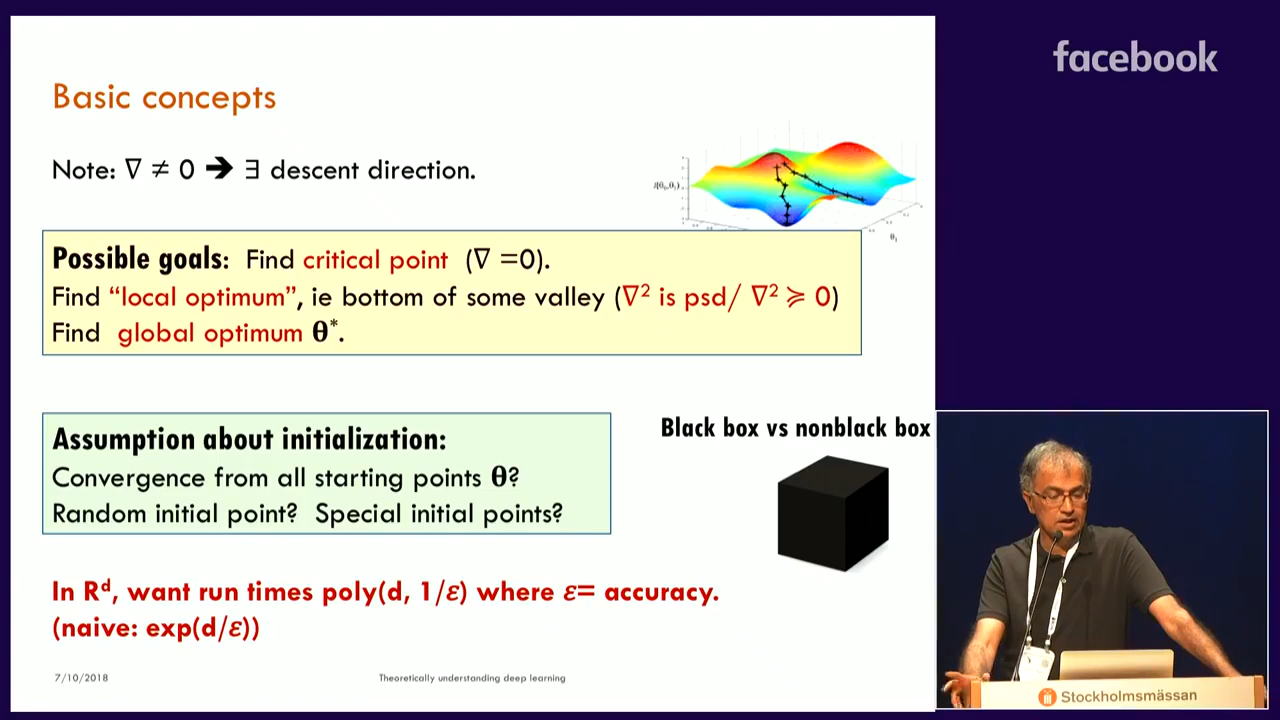 facebook
Basic concepts
Note: ∇ ≠ 0 ➔ ∃ descent direction.
J(θ₀,θ₁)
θ₁
Possible goals: Find critical point (∇ =0).
Find “local optimum”, ie bottom of some valley (∇² is psd/ ∇² ≽ 0)
Find global optimum θ*.
Assumption about initialization:
Convergence from all starting points θ?
Random initial point? Special initial points?
Black box vs nonblack box
In Rᵈ, want run times poly(d, 1/ε) where ε= accuracy.
(naive: exp(d/ε))
7/10/2018
Theoretically understanding deep learning
Stockholmsmässan